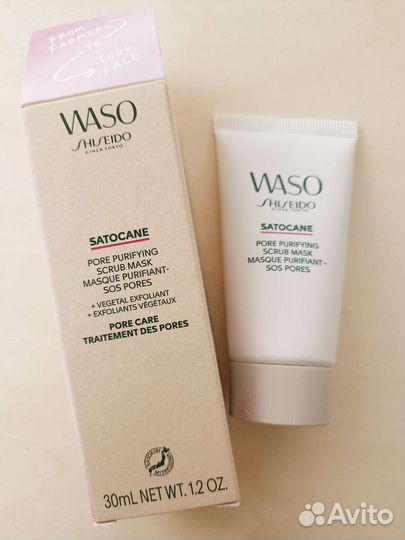 FROM
FARMERS
TO
YOUR
FACE
WASO
SHISEIDO
GINZA TOKYO
SATOCANE
PORE PURIFYING
SCRUB MASK
MASQUE PURIFIANT-
SOS PORES
+ VEGETAL EXFOLIANT
+ EXFOLIANTS VÉGÉTAUX
PORE CARE
TRAITEMENT DES PORES
30mL NET WT. 1.2 OZ.
WASO
SHISEIDO
GINZA TOKYO
SATOCANE
PORE PURIFYING
SCRUB MASK
MASQUE PURIFIANT-
SOS PORES
Avito